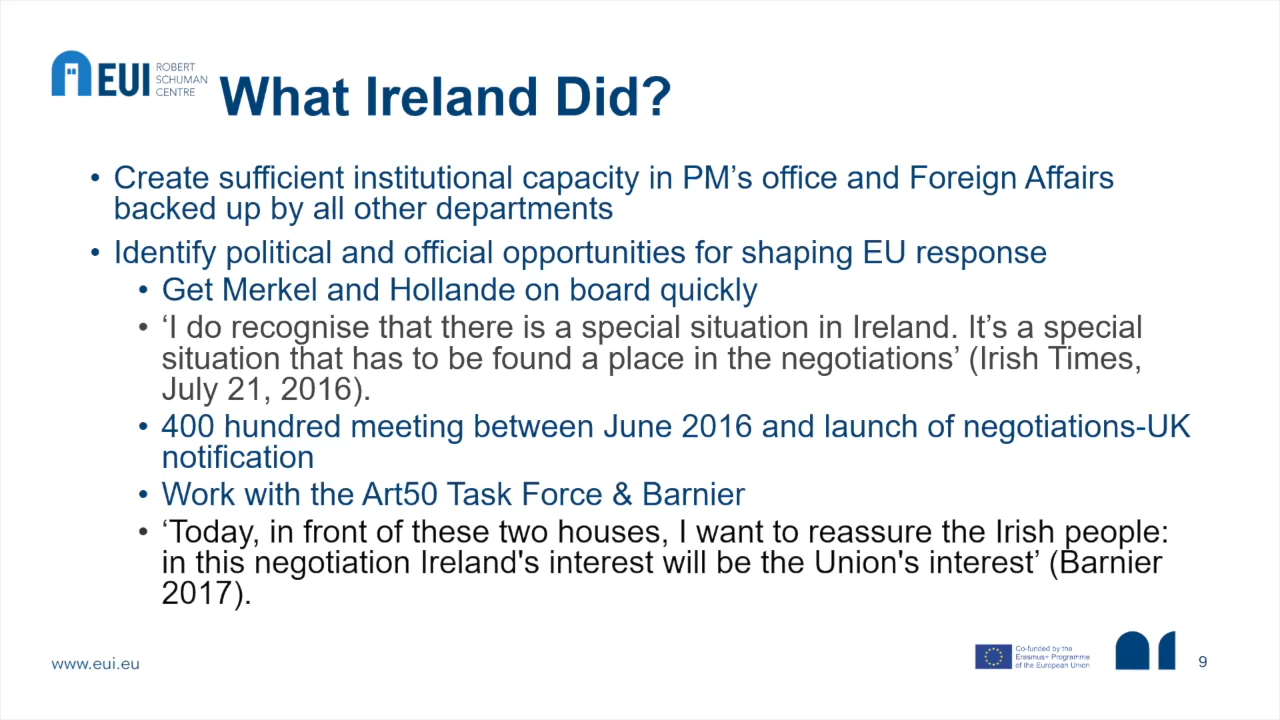 EUI
ROBERT
SCHUMAN
CENTRE
What Ireland Did?
• Create sufficient institutional capacity in PM’s office and Foreign Affairs
backed up by all other departments
• Identify political and official opportunities for shaping EU response
• Get Merkel and Hollande on board quickly
• ‘I do recognise that there is a special situation in Ireland. It’s a special
situation that has to be found a place in the negotiations’ (Irish Times,
July 21, 2016).
• 400 hundred meeting between June 2016 and launch of negotiations-UK
notification
• Work with the Art50 Task Force & Barnier
• ‘Today, in front of these two houses, I want to reassure the Irish people:
in this negotiation Ireland's interest will be the Union's interest’ (Barnier
2017).
www.eui.eu
Co-funded by the
Erasmus+ Programme
of the European Union
9